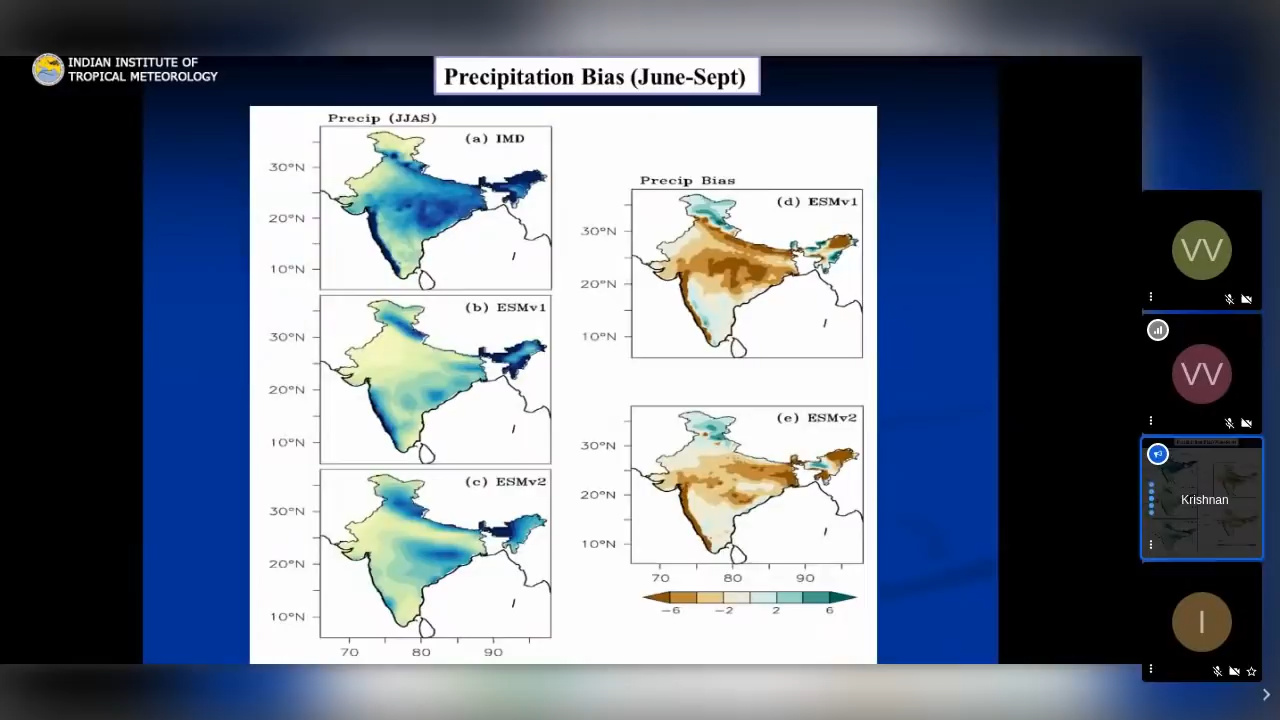 INDIAN INSTITUTE OF
TROPICAL METEOROLOGY
Precipitation Bias (June-Sept)
Precip (JJAS)
(a) IMD
30°N
20°N
10°N
(b) ESMv1
30°N
20°N
10°N
(c) ESMv2
30°N
20°N
10°N
70 80 90
Precip Bias
(d) ESMv1
30°N
20°N
10°N
(e) ESMv2
30°N
20°N
10°N
70 80 90
-6 -2 2 6
VV
VV
Krishnan
I